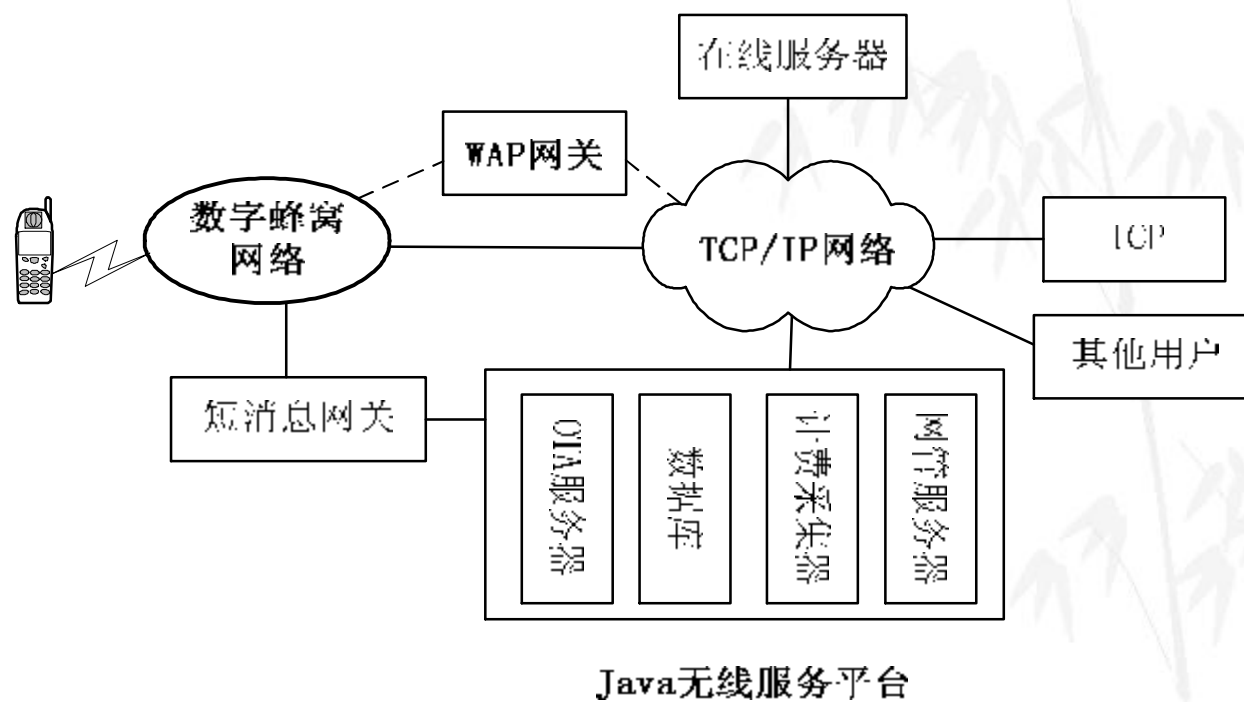 在线服务器
WAP网关
数字蜂窝
网络
TCP/IP网络
ICP
其他用户
短消息网关
OTA服务器
数据库
计费采集器
网管服务器
Java无线服务平台